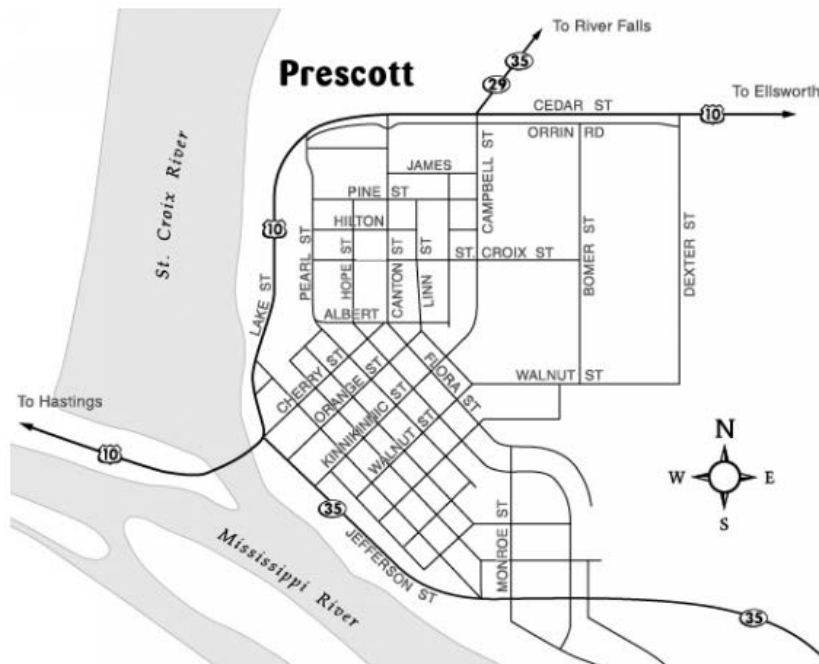 To River Falls
35
29
Prescott
To Ellsworth
CEDAR ST
10
ORRIN RD
JAMES
CAMPBELL ST
PINE ST
St. Croix River
10
HILTON
PEARL ST
HOPE ST
CANTON ST
LINN ST
ST. CROIX ST
BOMER ST
DEXTER ST
LAKE ST
ALBERT
CHERRY ST
ORANGE ST
FLORA ST
WALNUT ST
To Hastings
KINNIKINNIC ST
WALNUT ST
10
N
W
E
S
35
JEFFERSON ST
MONROE ST
Mississippi River
35